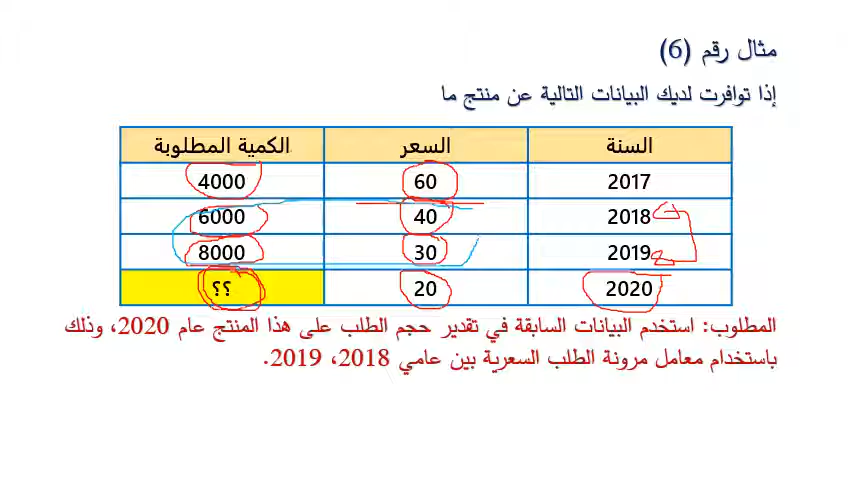 مثال رقم (6)
إذا توافرت لديك البيانات التالية عن منتج ما
السنة السعر الكمية المطلوبة
2017 60 4000
2018 40 6000
2019 30 8000
2020 20 ؟؟
المطلوب: استخدم البيانات السابقة في تقدير حجم الطلب على هذا المنتج عام 2020، وذلك
باستخدام معامل مرونة الطلب السعرية بين عامي 2018، 2019.